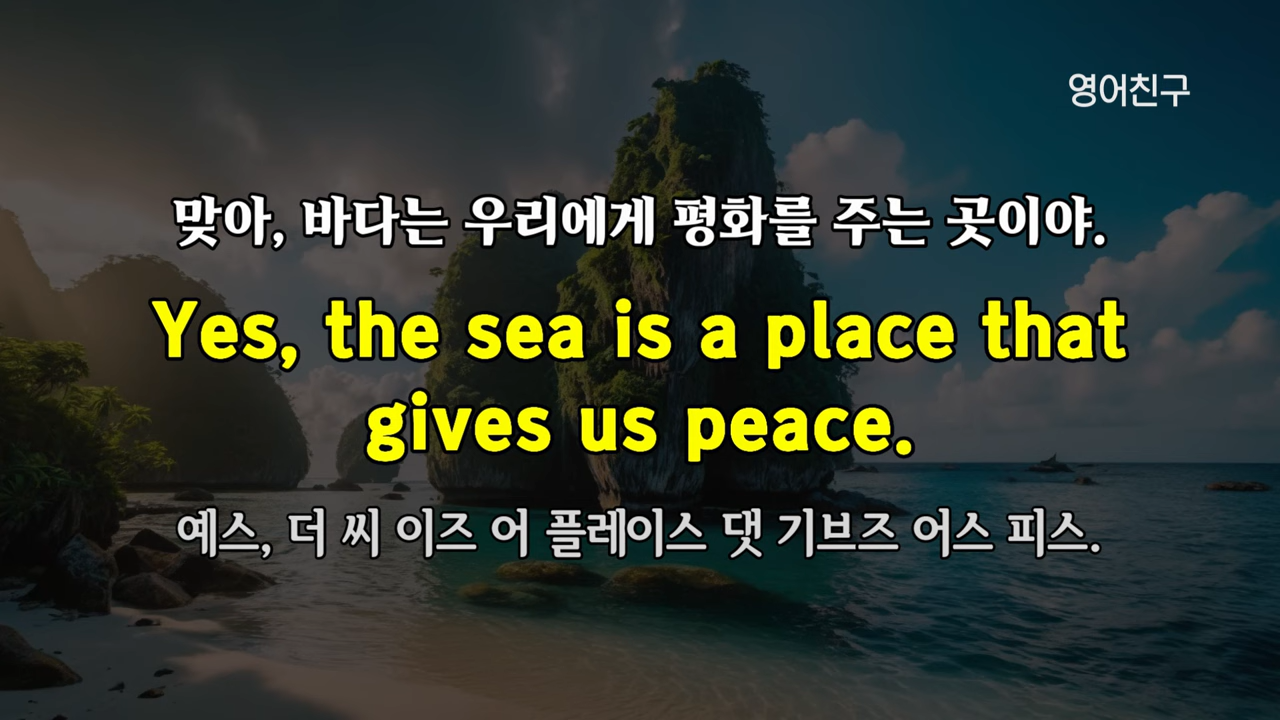 영어친구
맞아, 바다는 우리에게 평화를 주는 곳이야.
Yes, the sea is a place that
gives us peace.
예스, 더 씨 이즈 어 플레이스 댓 기브즈 어스 피스.